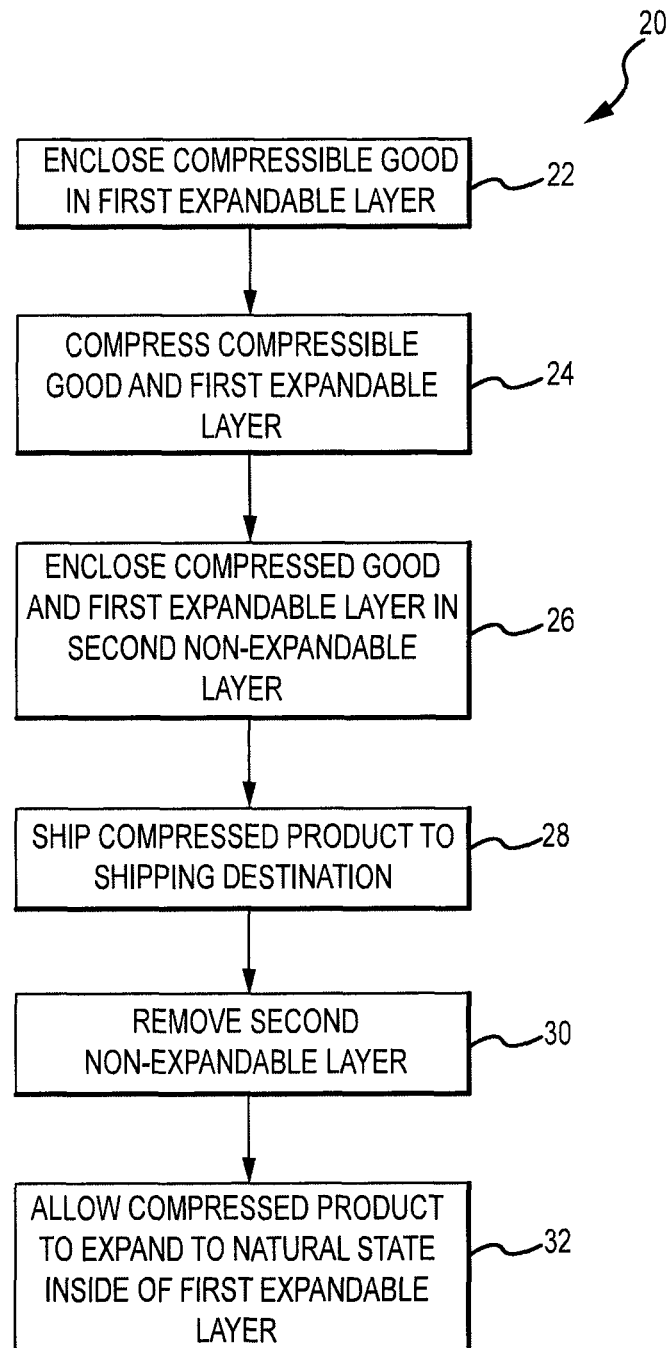 20
ENCLOSE COMPRESSIBLE GOOD
IN FIRST EXPANDABLE LAYER
22
COMPRESS COMPRESSIBLE
GOOD AND FIRST EXPANDABLE
LAYER
24
ENCLOSE COMPRESSED GOOD
AND FIRST EXPANDABLE LAYER IN
SECOND NON-EXPANDABLE
LAYER
26
SHIP COMPRESSED PRODUCT TO
SHIPPING DESTINATION
28
REMOVE SECOND
NON-EXPANDABLE LAYER
30
ALLOW COMPRESSED PRODUCT
TO EXPAND TO NATURAL STATE
INSIDE OF FIRST EXPANDABLE
LAYER
32